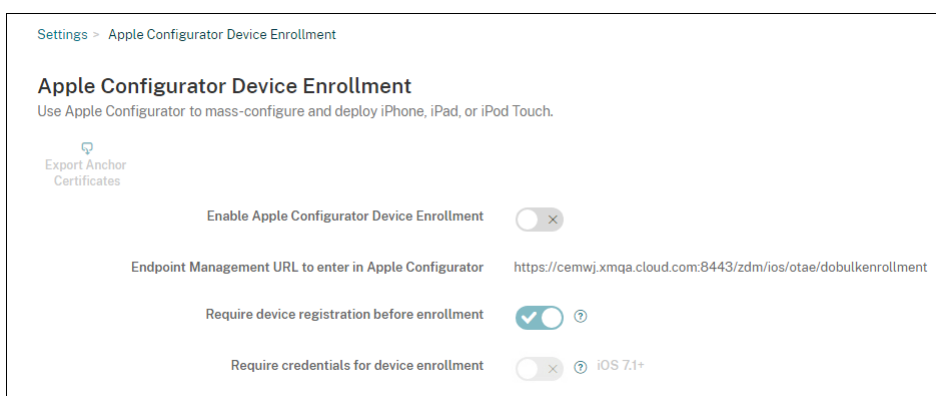 Settings > Apple Configurator Device Enrollment
Apple Configurator Device Enrollment
Use Apple Configurator to mass-configure and deploy iPhone, iPad, or iPod Touch.
Export Anchor
Certificates
Enable Apple Configurator Device Enrollment
Endpoint Management URL to enter in Apple Configurator https://cemwj.xmqa.cloud.com:8443/zdm/ios/otae/dobulkenrollment
Require device registration before enrollment ?
Require credentials for device enrollment ? iOS 7.1+